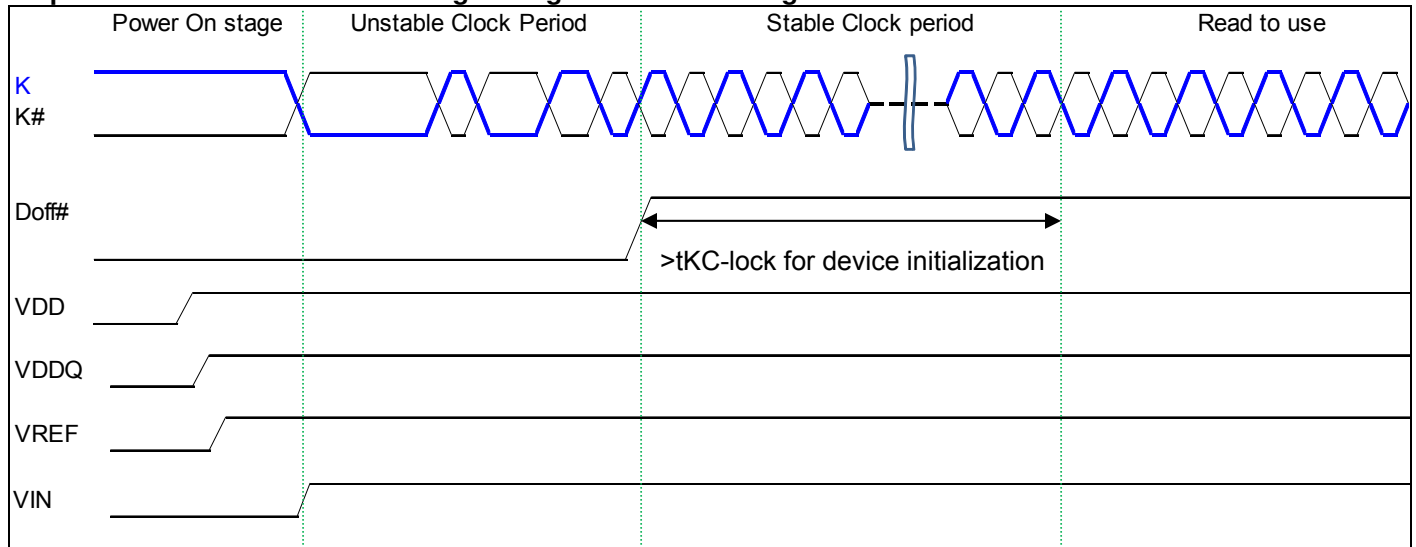 Power On stage
Unstable Clock Period
Stable Clock period
Read to use
K
K#
Doff#
>tKC-lock for device initialization
VDD
VDDQ
VREF
VIN